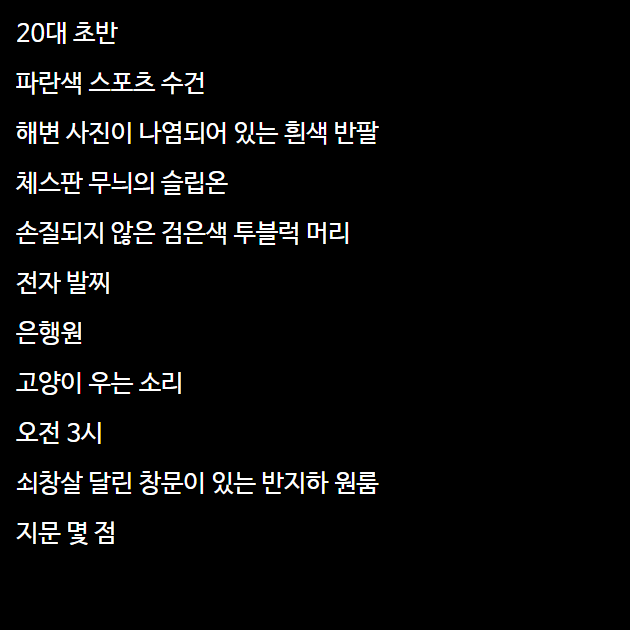 20대 초반
파란색 스포츠 수건
해변 사진이 나염되어 있는 흰색 반팔
체스판 무늬의 슬립온
손질되지 않은 검은색 투블럭 머리
전자 발찌
은행원
고양이 우는 소리
오전 3시
쇠창살 달린 창문이 있는 반지하 원룸
지문 몇 점